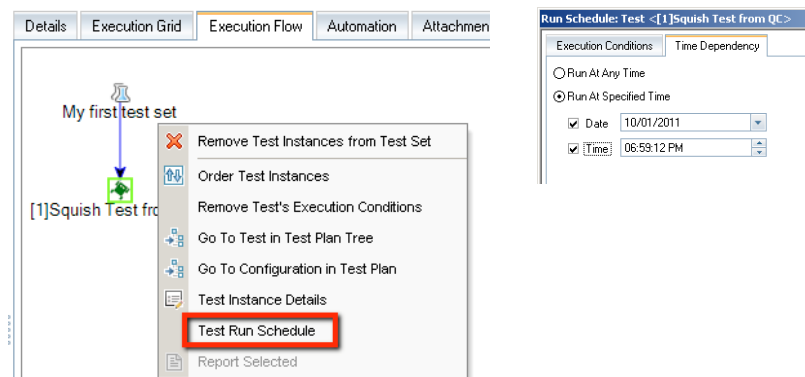 Details Execution Grid Execution Flow Automation Attachmen
My first test set
[1]Squish Test fro
Remove Test Instances from Test Set
Order Test Instances
Remove Test's Execution Conditions
Go To Test in Test Plan Tree
Go To Configuration in Test Plan
Test Instance Details
Test Run Schedule
Report Selected
Run Schedule: Test <[1]Squish Test from QC>
Execution Conditions Time Dependency
Run At Any Time
Run At Specified Time
Date 10/01/2011
Time 06:59:12 PM